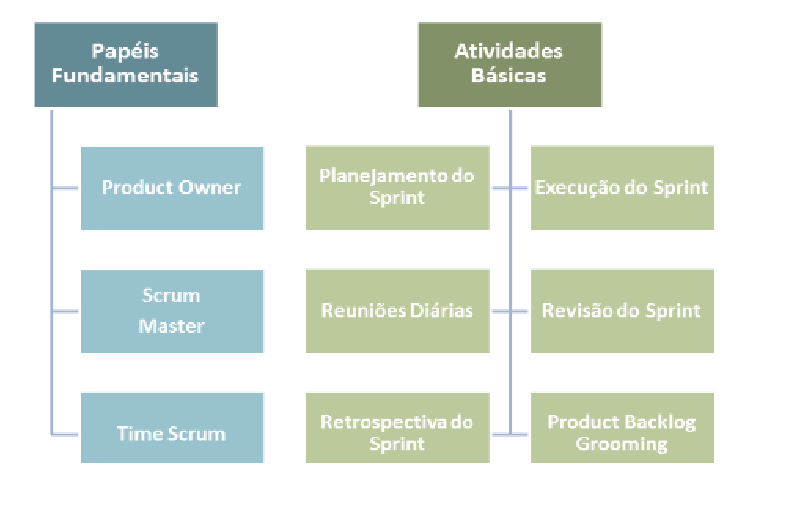 Papéis
Fundamentais
Product Owner
Scrum
Master
Time Scrum
Atividades
Básicas
Planejamento do
Sprint
Execução do Sprint
Reuniões Diárias
Revisão do Sprint
Retrospectiva do
Sprint
Product Backlog
Grooming